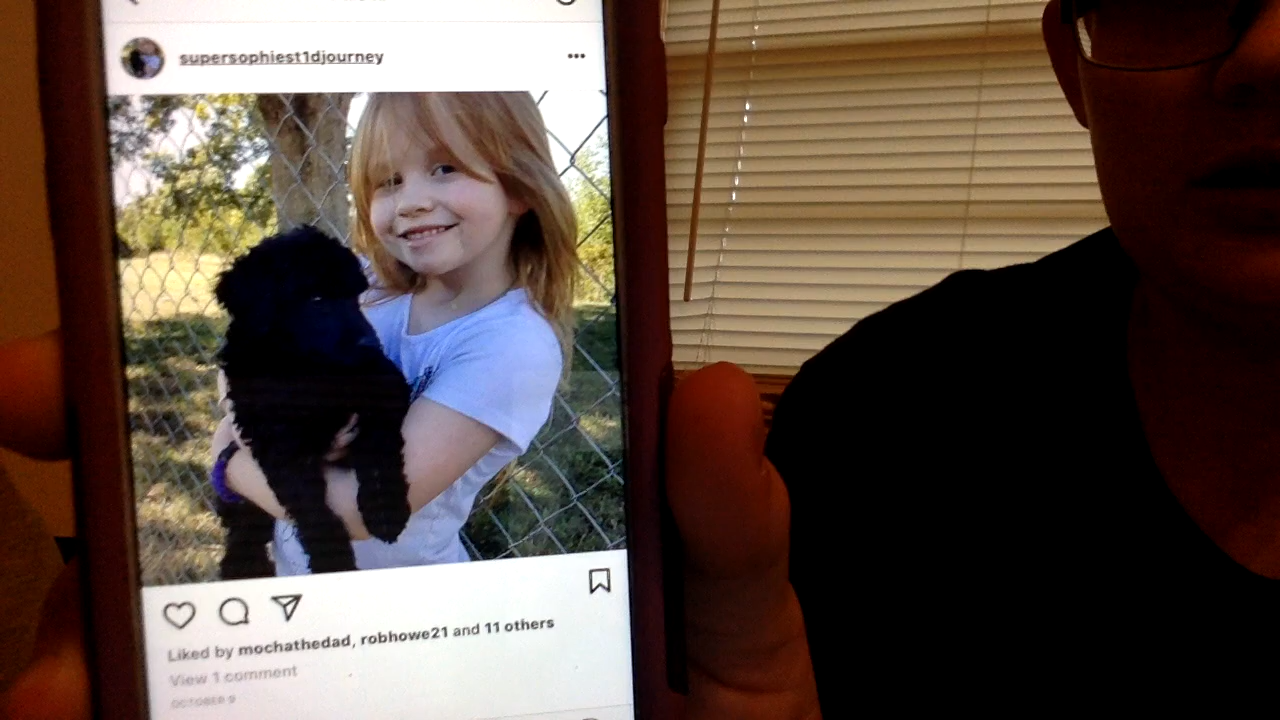 supersophiest1djourney
Liked by mochathedad, robhowe21 and 11 others
View 1 comment
OCTOBER 9